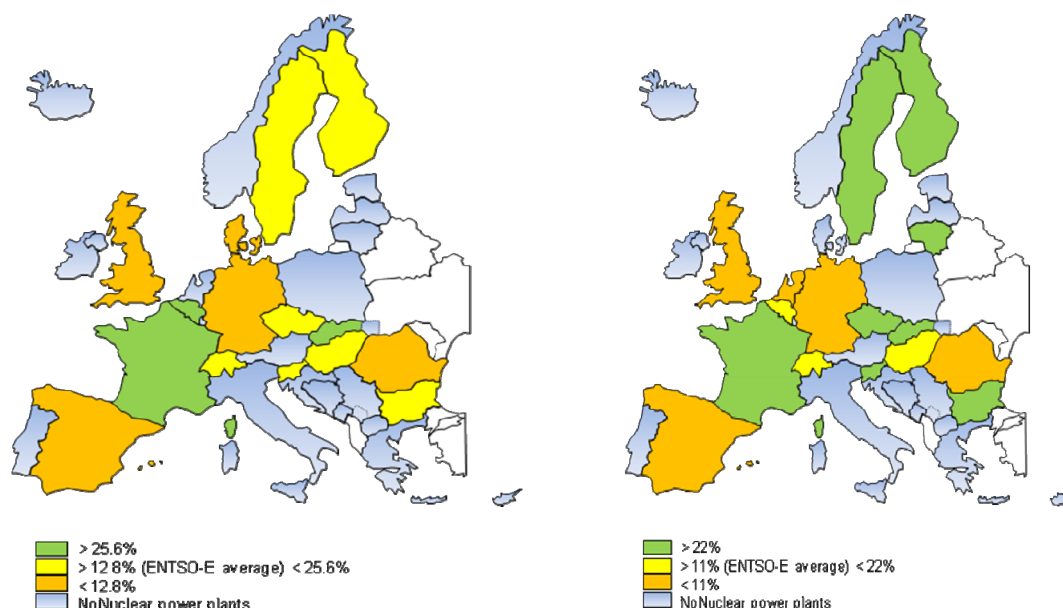 > 25.6%
> 12.8% (ENTSO-E average) < 25.6%
< 12.8%
NoNuclear power plants
> 22%
> 11% (ENTSO-E average) < 22%
< 11%
NoNuclear power plants